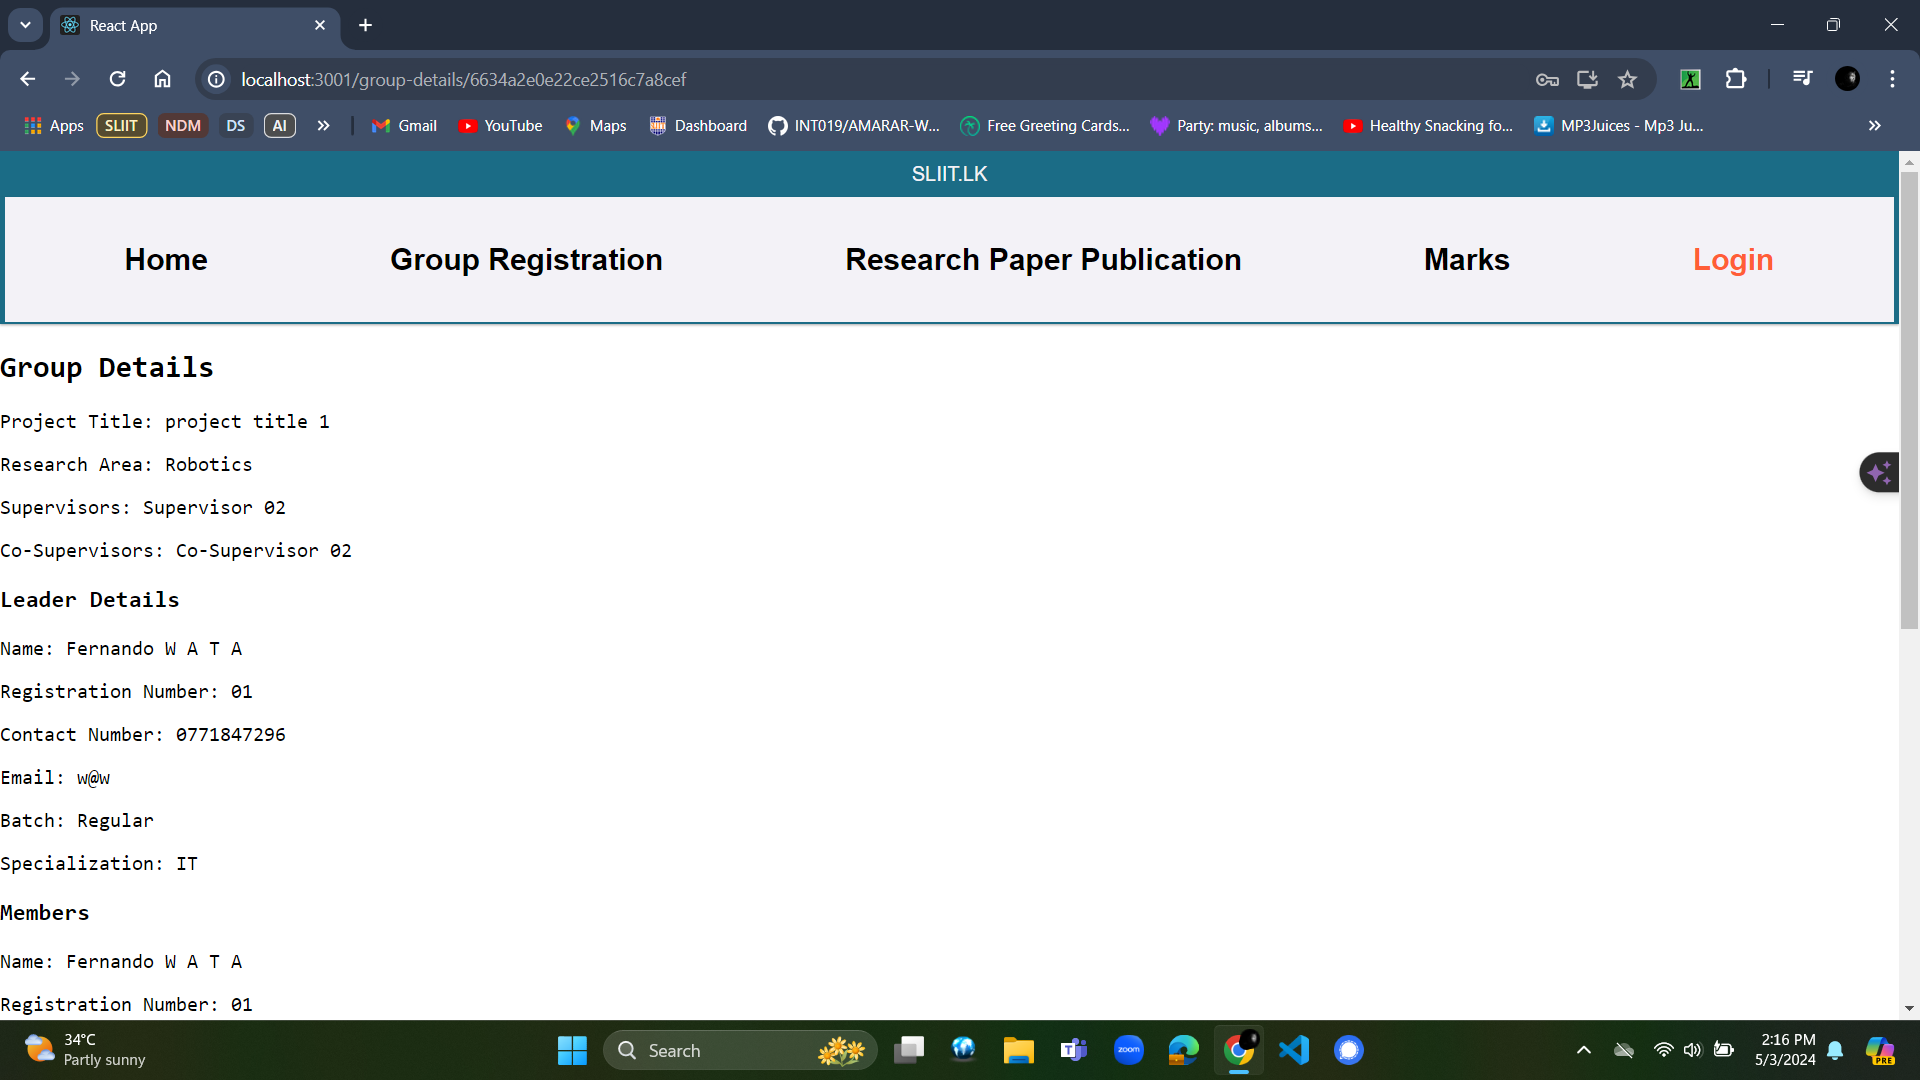 React App
localhost:3001/group-details/6634a2e0e22ce2516c7a8cef
Apps SLIIT NDM DS AI Gmail YouTube Maps Dashboard INT019/AMARAR-W... Free Greeting Cards... Party: music, albums... Healthy Snacking fo... MP3Juices - Mp3 Ju...
SLIIT.LK
Home Group Registration Research Paper Publication Marks Login
Group Details
Project Title: project title 1
Research Area: Robotics
Supervisors: Supervisor 02
Co-Supervisors: Co-Supervisor 02
Leader Details
Name: Fernando W A T A
Registration Number: 01
Contact Number: 0771847296
Email: w@w
Batch: Regular
Specialization: IT
Members
Name: Fernando W A T A
Registration Number: 01
34°C
Partly sunny
Search
zoom
2:16 PM
5/3/2024
PRE